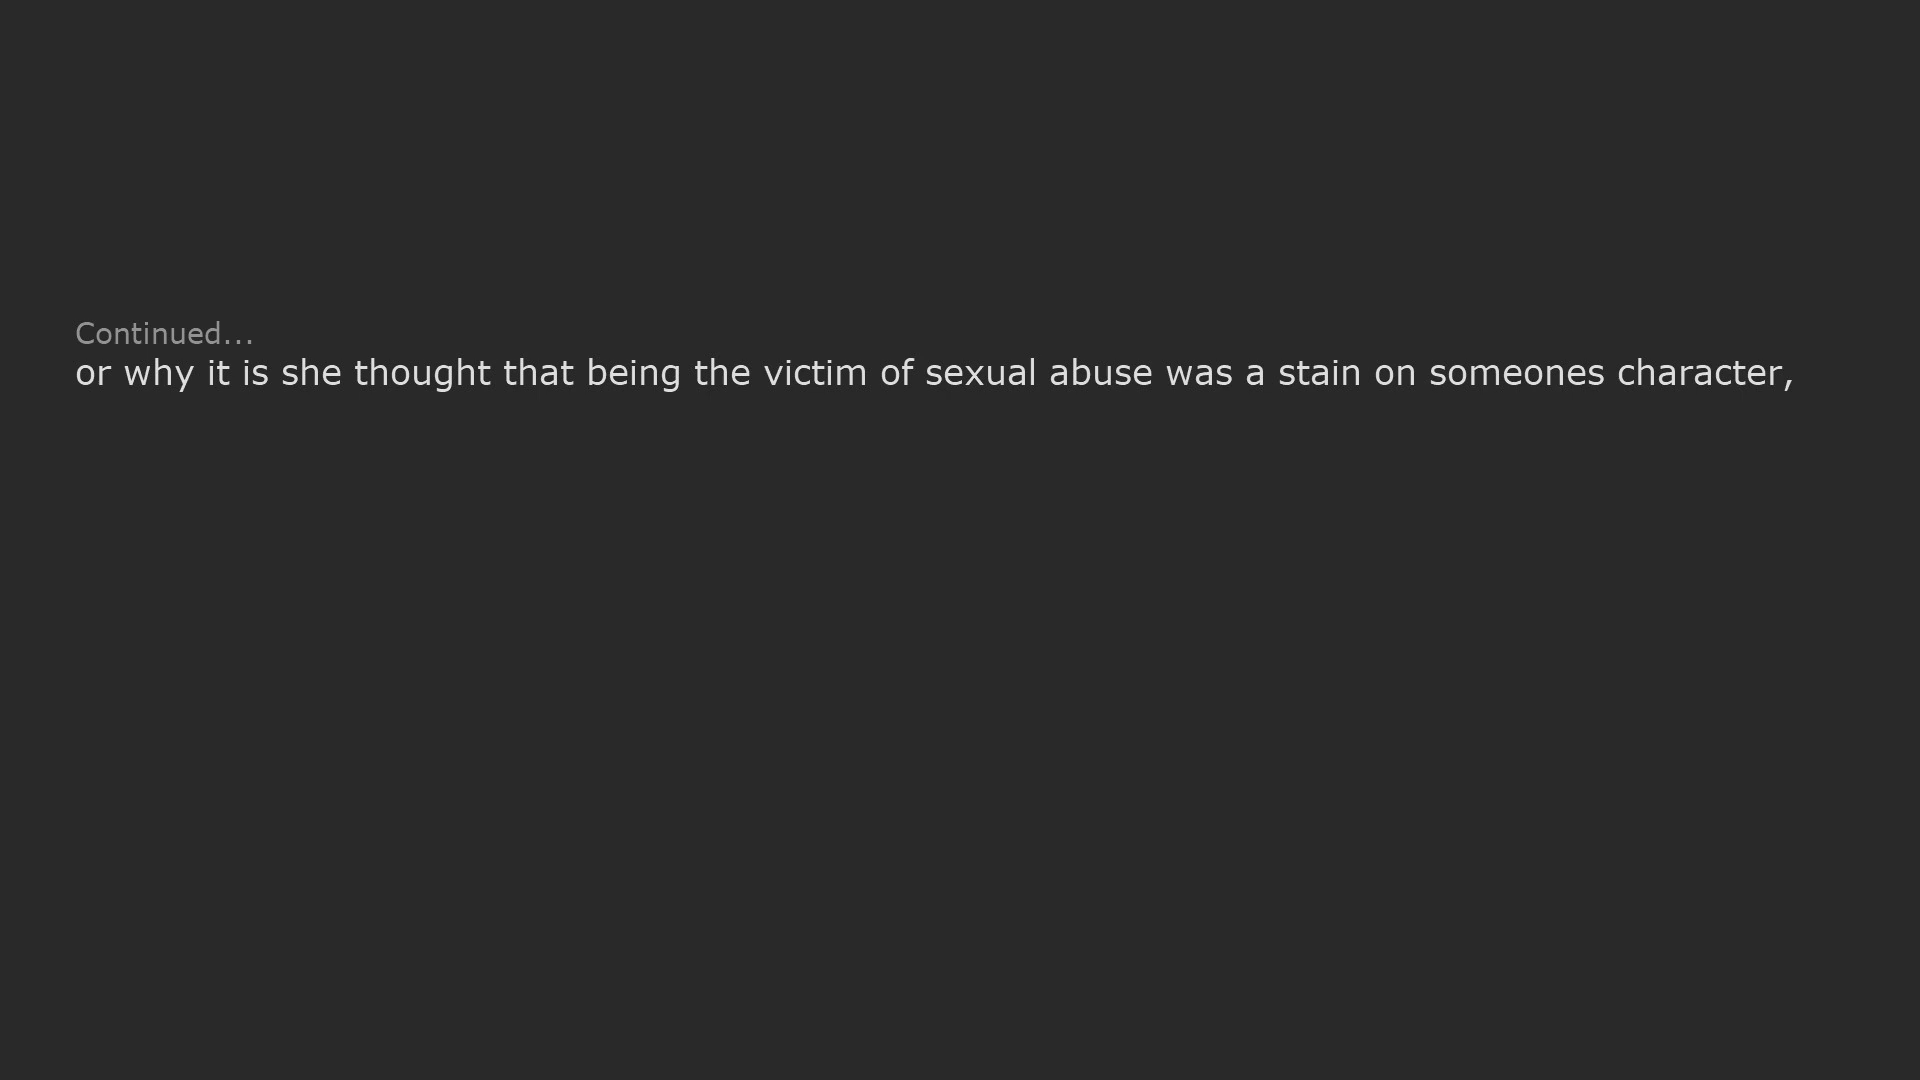 Continued...
or why it is she thought that being the victim of sexual abuse was a stain on someones character,